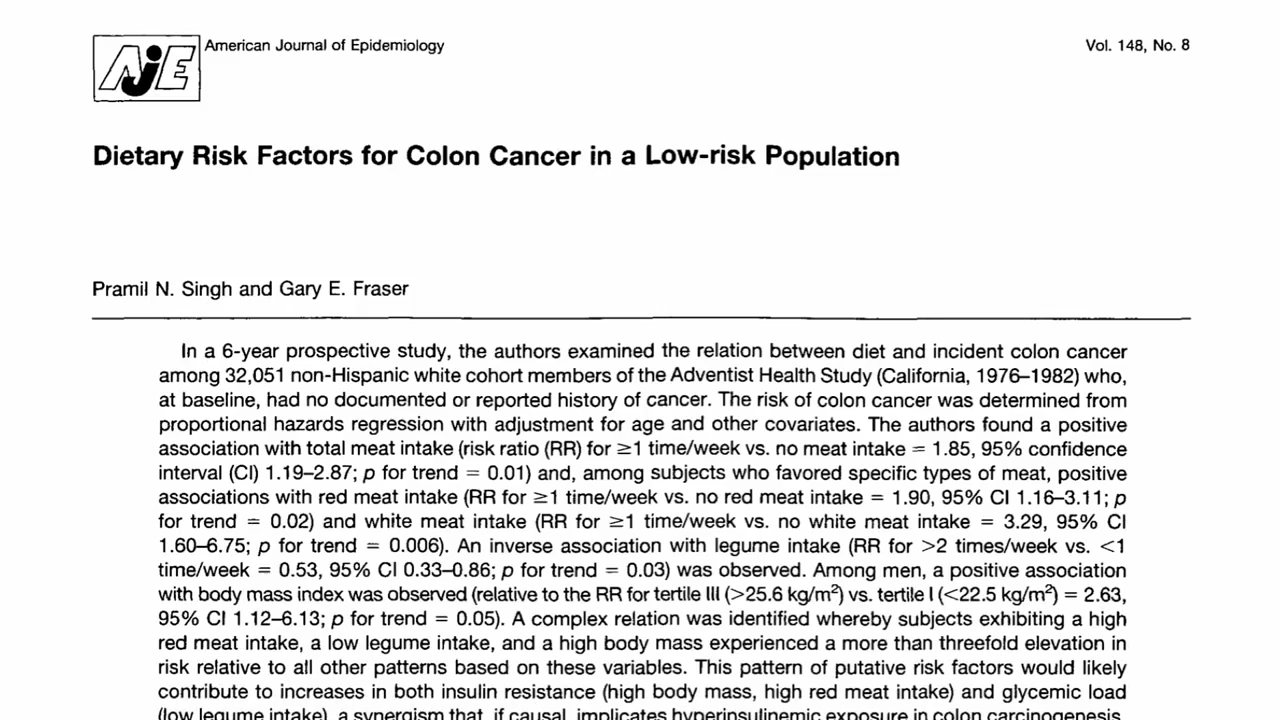 AJE American Journal of Epidemiology Vol. 148, No. 8
Dietary Risk Factors for Colon Cancer in a Low-risk Population
Pramil N. Singh and Gary E. Fraser
In a 6-year prospective study, the authors examined the relation between diet and incident colon cancer
among 32,051 non-Hispanic white cohort members of the Adventist Health Study (California, 1976–1982) who,
at baseline, had no documented or reported history of cancer. The risk of colon cancer was determined from
proportional hazards regression with adjustment for age and other covariates. The authors found a positive
association with total meat intake (risk ratio (RR) for ≥1 time/week vs. no meat intake = 1.85, 95% confidence
interval (CI) 1.19–2.87; p for trend = 0.01) and, among subjects who favored specific types of meat, positive
associations with red meat intake (RR for ≥1 time/week vs. no red meat intake = 1.90, 95% CI 1.16–3.11; p
for trend = 0.02) and white meat intake (RR for ≥1 time/week vs. no white meat intake = 3.29, 95% CI
1.60–6.75; p for trend = 0.006). An inverse association with legume intake (RR for >2 times/week vs. <1
time/week = 0.53, 95% CI 0.33–0.86; p for trend = 0.03) was observed. Among men, a positive association
with body mass index was observed (relative to the RR for tertile III (>25.6 kg/m²) vs. tertile I (<22.5 kg/m²) = 2.63,
95% CI 1.12–6.13; p for trend = 0.05). A complex relation was identified whereby subjects exhibiting a high
red meat intake, a low legume intake, and a high body mass experienced a more than threefold elevation in
risk relative to all other patterns based on these variables. This pattern of putative risk factors would likely
contribute to increases in both insulin resistance (high body mass, high red meat intake) and glycemic load
(low legume intake), a synergism that, if causal, implicates hyperinsulinemic exposure in colon carcinogenesis.